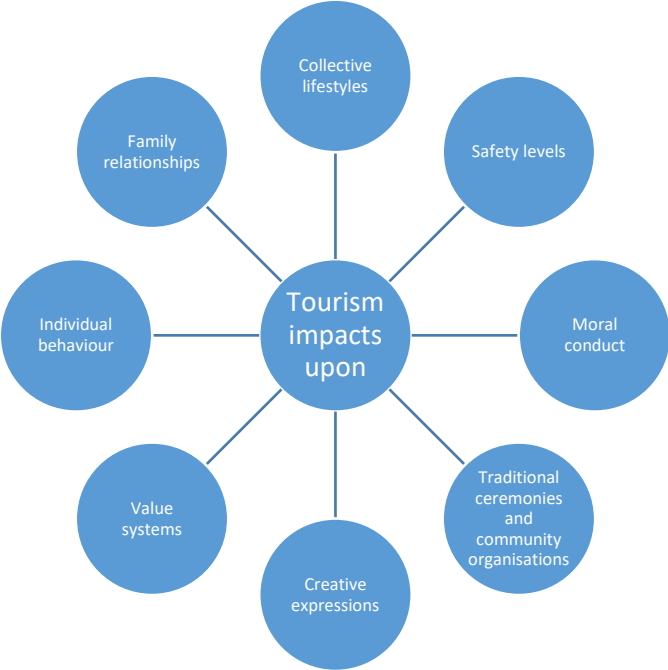 Collective
lifestyles
Safety levels
Moral
conduct
Traditional
ceremonies
and
community
organisations
Creative
expressions
Value
systems
Individual
behaviour
Family
relationships
Tourism
impacts
upon